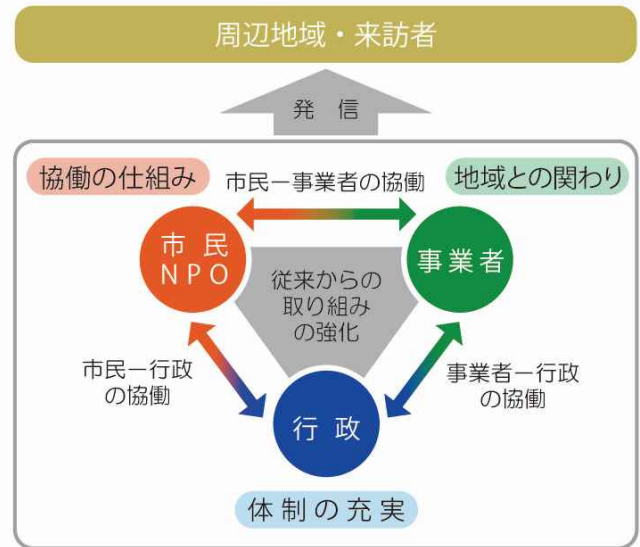 周辺地域・来訪者
発 信
協働の仕組み
市民ー事業者の協働
地域との関わり
市 民
NPO
事業者
従来からの
取り組み
の強化
市民ー行政
の協働
事業者ー行政
の協働
行 政
体制の充実